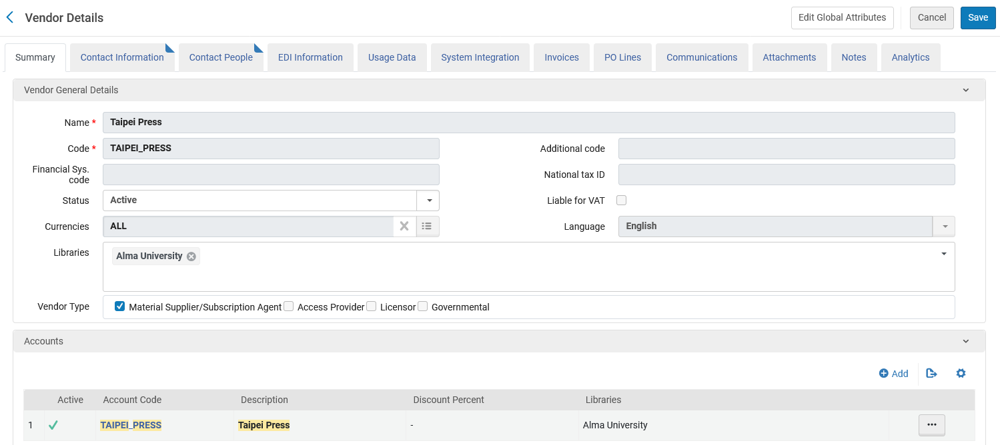 Vendor Details
Edit Global Attributes Cancel Save
Summary Contact Information Contact People EDI Information Usage Data System Integration Invoices PO Lines Communications Attachments Notes Analytics
Vendor General Details
Name * Taipei Press
Code * TAIPEI_PRESS Additional code
Financial Sys.
code
National tax ID
Status Active Liable for VAT
Currencies ALL Language English
Libraries Alma University
Vendor Type Material Supplier/Subscription Agent Access Provider Licensor Governmental
Accounts
Add
Active Account Code Description Discount Percent Libraries
1 TAIPEI_PRESS Taipei Press - Alma University